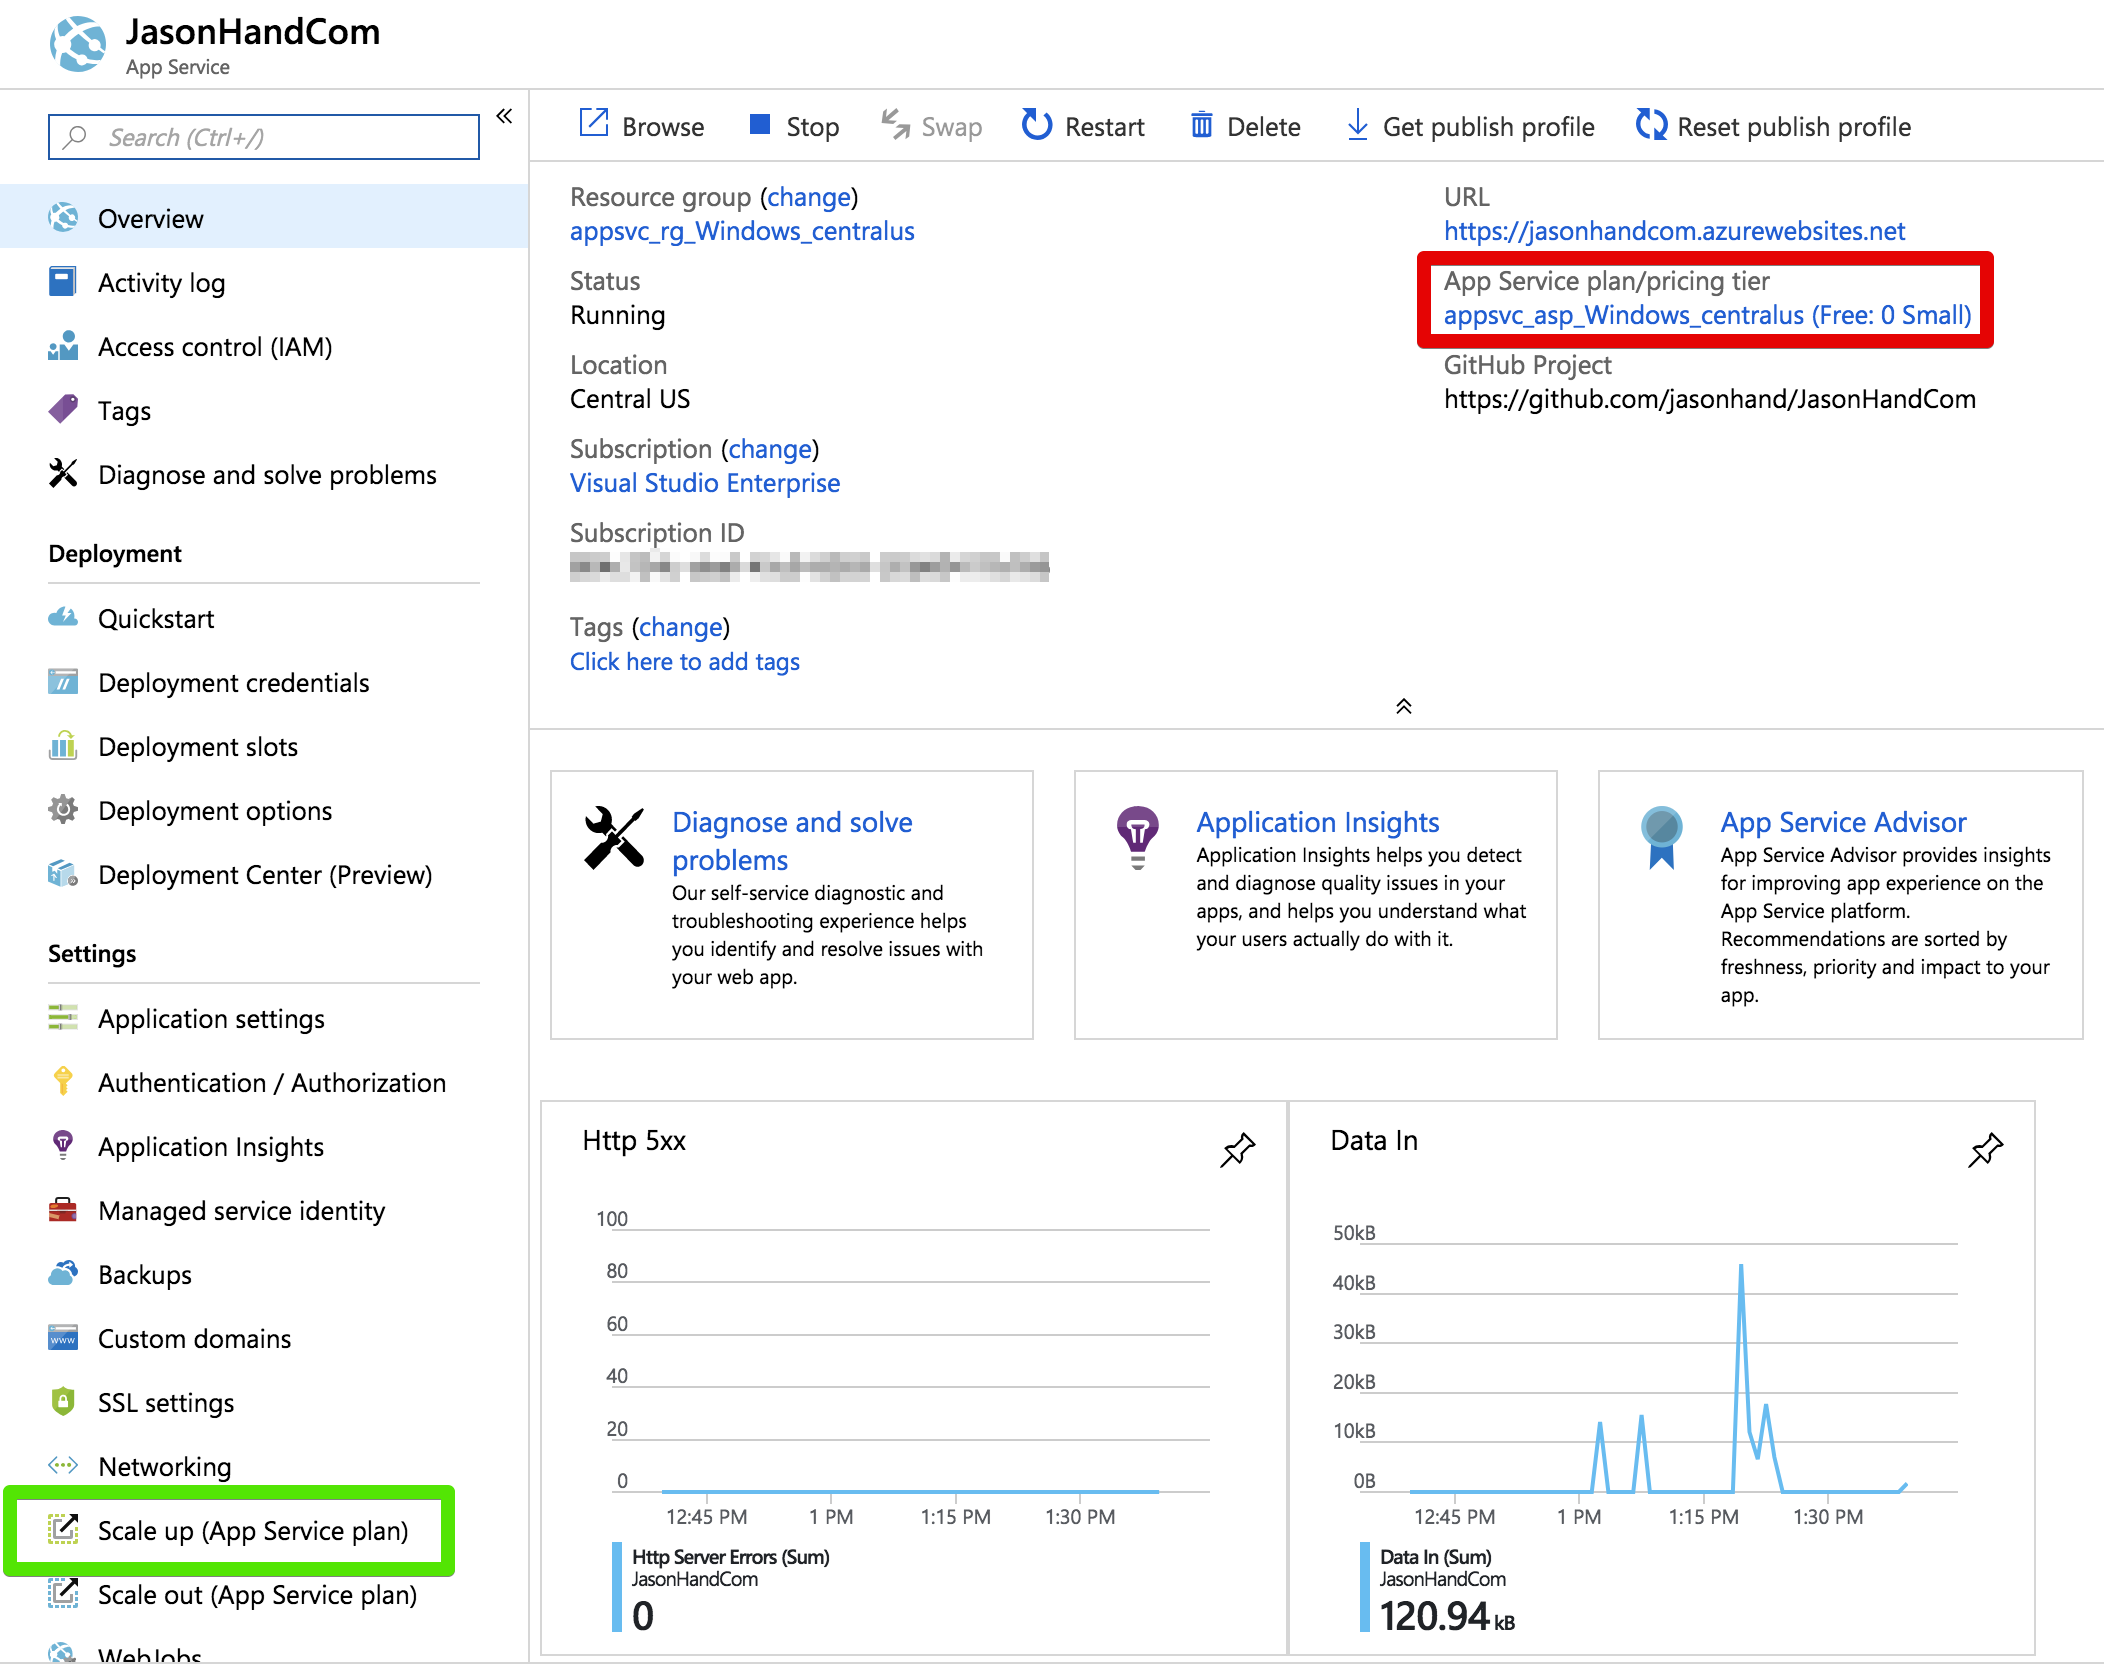 JasonHandCom
App Service
Search (Ctrl+/)
Overview
Activity log
Access control (IAM)
Tags
Diagnose and solve problems
Deployment
Quickstart
Deployment credentials
Deployment slots
Deployment options
Deployment Center (Preview)
Settings
Application settings
Authentication / Authorization
Application Insights
Managed service identity
Backups
Custom domains
SSL settings
Networking
Scale up (App Service plan)
Scale out (App Service plan)
WebJobs
Browse
Stop
Swap
Restart
Delete
Get publish profile
Reset publish profile
Resource group (change)
appsvc_rg_Windows_centralus
Status
Running
Location
Central US
Subscription (change)
Visual Studio Enterprise
Subscription ID
Tags (change)
Click here to add tags
URL
https://jasonhandcom.azurewebsites.net
App Service plan/pricing tier
appsvc_asp_Windows_centralus (Free: 0 Small)
GitHub Project
https://github.com/jasonhand/JasonHandCom
Diagnose and solve
problems
Our self-service diagnostic and
troubleshooting experience helps
you identify and resolve issues with
your web app.
Application Insights
Application Insights helps you detect
and diagnose quality issues in your
apps, and helps you understand what
your users actually do with it.
App Service Advisor
App Service Advisor provides insights
for improving app experience on the
App Service platform.
Recommendations are sorted by
freshness, priority and impact to your
app.
Http 5xx
100
80
60
40
20
0
12:45 PM
1 PM
1:15 PM
1:30 PM
Http Server Errors (Sum)
JasonHandCom
0
Data In
50kB
40kB
30kB
20kB
10kB
0B
12:45 PM
1 PM
1:15 PM
1:30 PM
Data In (Sum)
JasonHandCom
120.94 kB